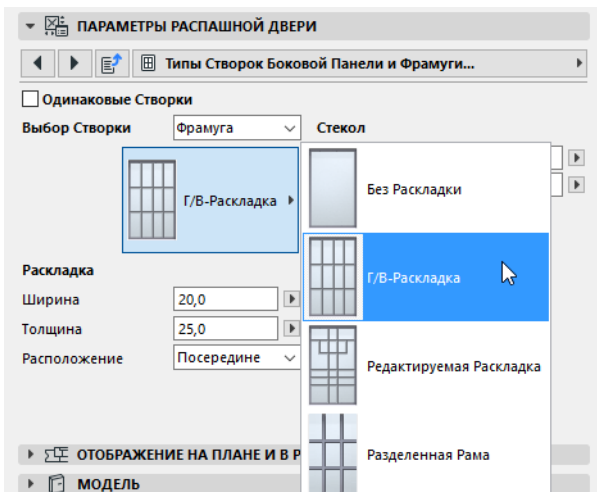 ПАРАМЕТРЫ РАСПАШНОЙ ДВЕРИ
Типы Створок Боковой Панели и Фрамуги...
Одинаковые Створки
Выбор Створки Фрамуга Стекол
Без Раскладки
Г/В-Раскладка
Г/В-Раскладка
Раскладка
Ширина 20,0
Толщина 25,0
Расположение Посередине
Редактируемая Раскладка
Разделенная Рама
ОТОБРАЖЕНИЕ НА ПЛАНЕ И В Р
МОДЕЛЬ